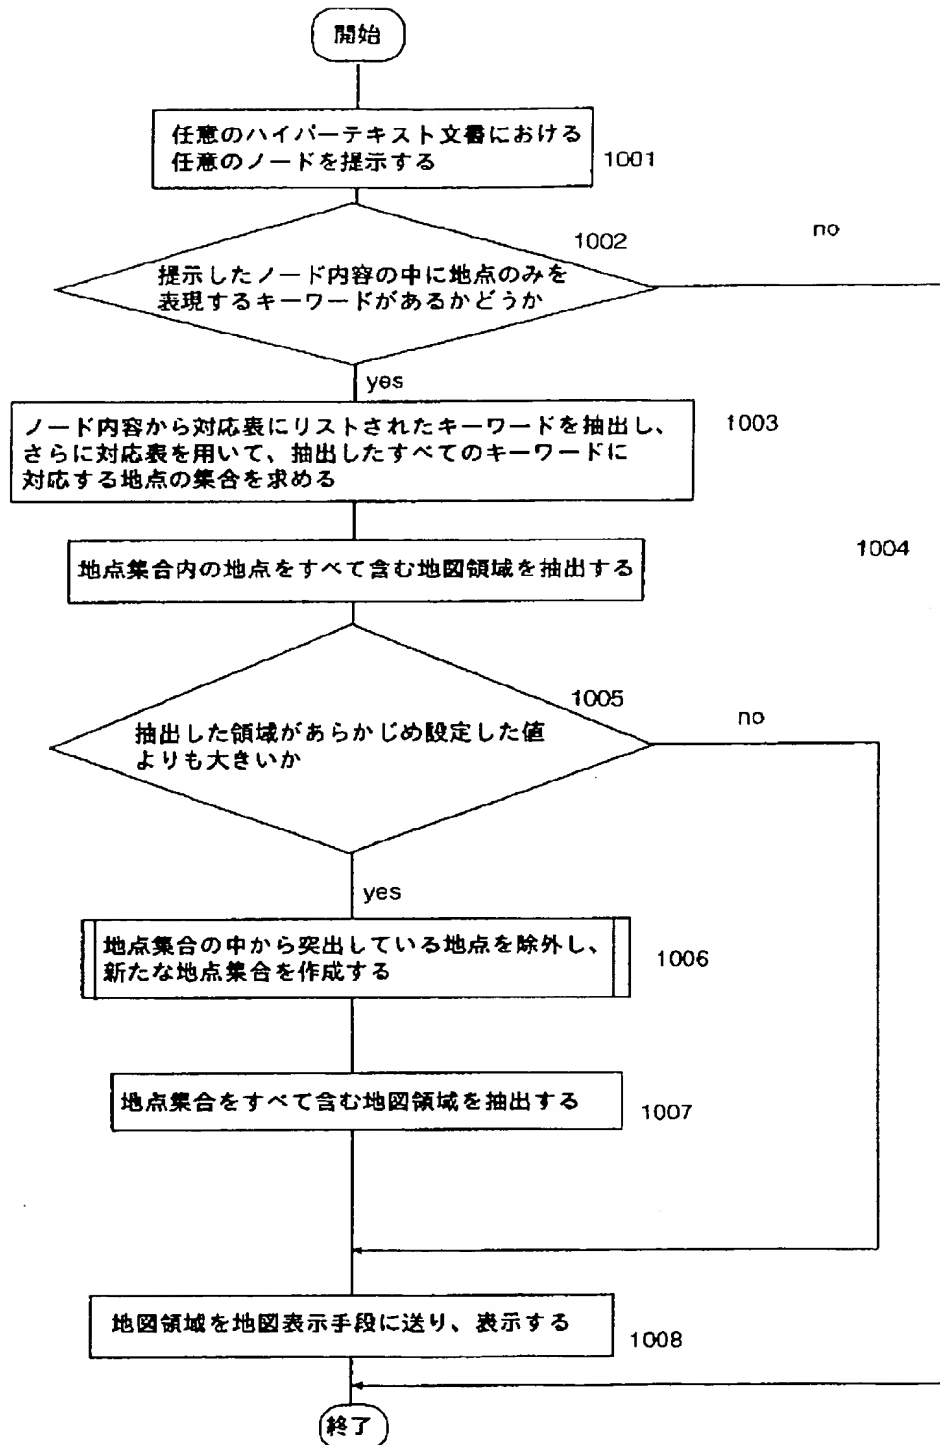 開始
任意のハイパーテキスト文書における
任意のノードを提示する
1001
1002
no
提示したノード内容の中に地点のみを
表現するキーワードがあるかどうか
yes
ノード内容から対応表にリストされたキーワードを抽出し、
さらに対応表を用いて、抽出したすべてのキーワードに
対応する地点の集合を求める
1003
1004
地点集合内の地点をすべて含む地図領域を抽出する
1005
no
抽出した領域があらかじめ設定した値
よりも大きいか
yes
地点集合の中から突出している地点を除外し、
新たな地点集合を作成する
1006
地点集合をすべて含む地図領域を抽出する
1007
地図領域を地図表示手段に送り、表示する
1008
終了